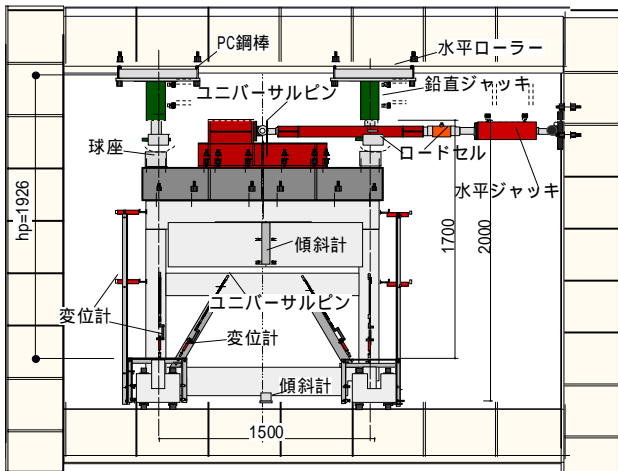 PC鋼棒
水平ローラー
鉛直ジャッキ
ユニバーサルピン
球座
ロードセル
水平ジャッキ
hp=1926
1700
2000
傾斜計
ユニバーサルピン
変位計
変位計
傾斜計
1500